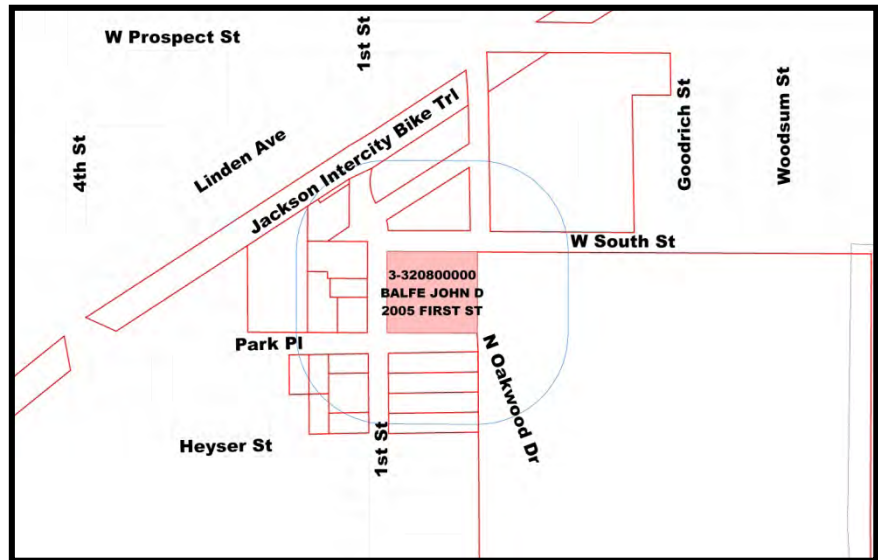 W Prospect St
1st St
4th St
Linden Ave
Jackson Intercity Bike Trl
Goodrich St
Woodsum St
W South St
3-320800000
BALFE JOHN D
2005 FIRST ST
Park Pl
N Oakwood Dr
Heyser St
1st St